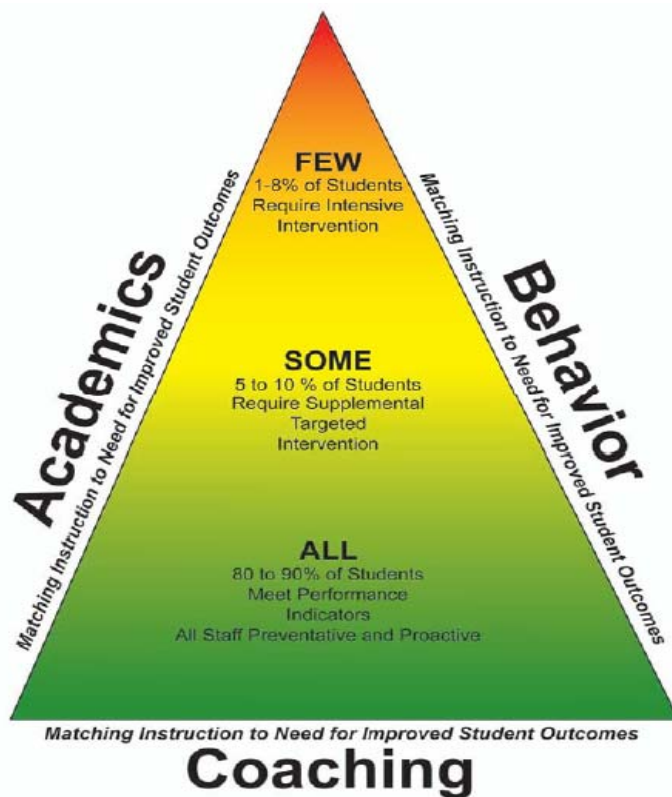 FEW
1-8% of Students
Require Intensive
Intervention
SOME
5 to 10 % of Students
Require Supplemental
Targeted
Intervention
ALL
80 to 90% of Students
Meet Performance
Indicators
All Staff Preventative and Proactive
Academics
Matching Instruction to Need for Improved Student Outcomes
Behavior
Matching Instruction to Need for Improved Student Outcomes
Matching Instruction to Need for Improved Student Outcomes
Coaching